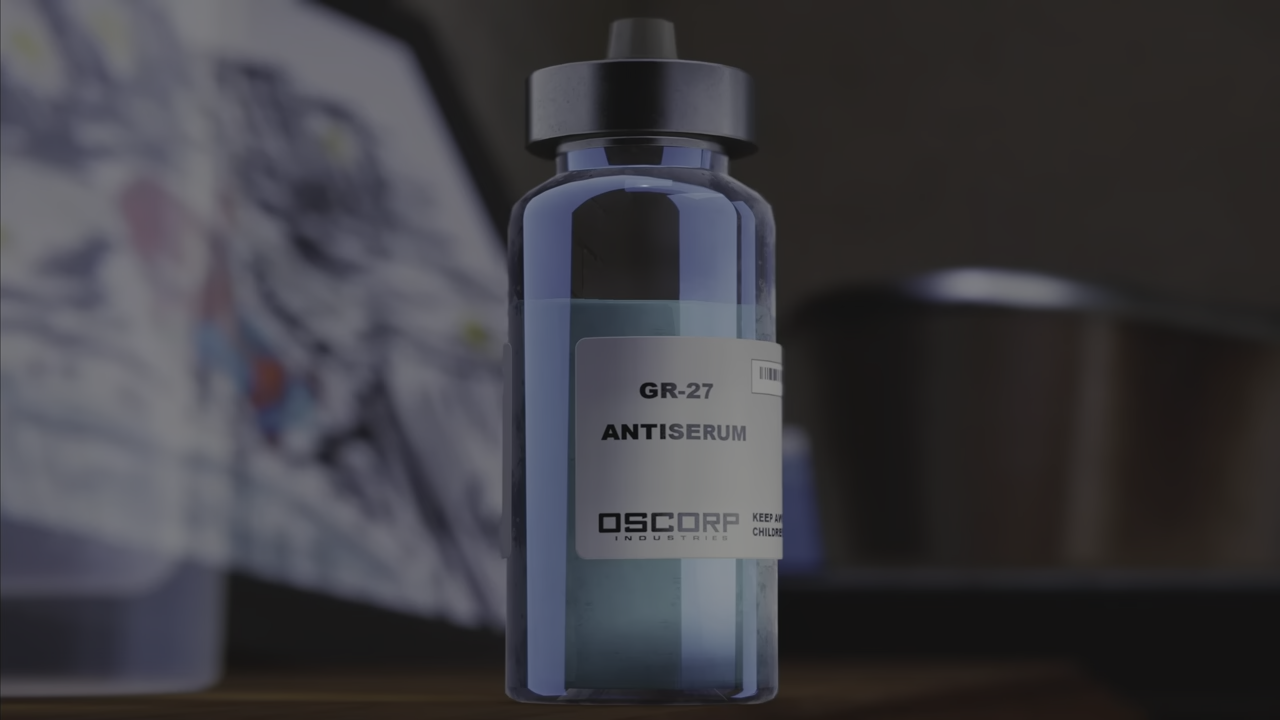 GR-27
ANTISERUM
OSCORP
INDUSTRIES
KEEP